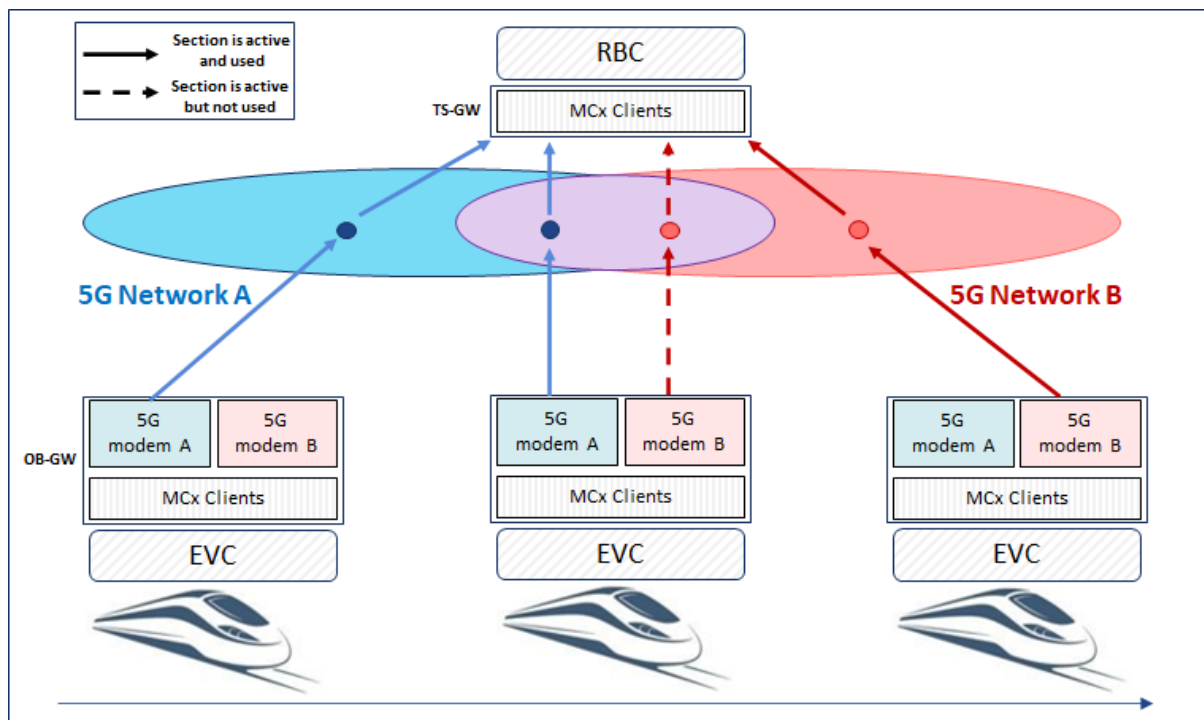 Section is active
and used
Section is active
but not used
RBC
TS-GW
MCx Clients
5G Network A
5G Network B
5G
modem A
5G
modem B
5G
modem A
5G
modem B
5G
modem A
5G
modem B
OB-GW
MCx Clients
MCx Clients
MCx Clients
EVC
EVC
EVC